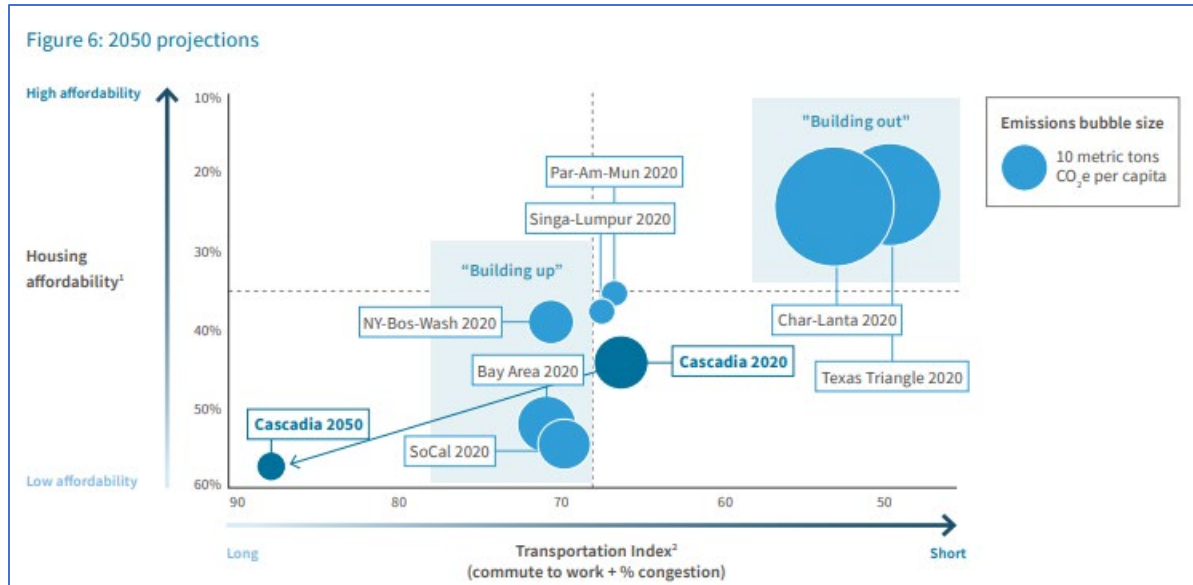 Figure 6: 2050 projections
High affordability
Housing
affordability¹
Low affordability
10%
20%
30%
40%
50%
60%
"Building out"
Par-Am-Mun 2020
Singa-Lumpur 2020
“Building up”
NY-Bos-Wash 2020
Char-Lanta 2020
Bay Area 2020
Cascadia 2020
Texas Triangle 2020
Cascadia 2050
SoCal 2020
90
80
70
60
50
Long
Transportation Index²
(commute to work + % congestion)
Short
Emissions bubble size
10 metric tons
CO₂e per capita